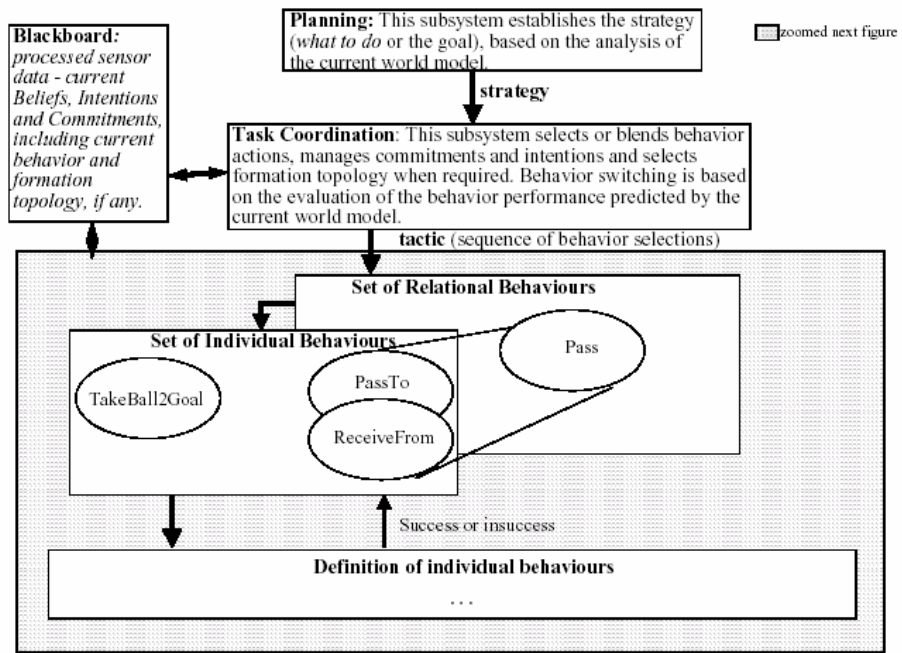 Blackboard:
processed sensor
data - current
Beliefs, Intentions
and Commitments,
including current
behavior and
formation
topology, if any.
Planning: This subsystem establishes the strategy
(what to do or the goal), based on the analysis of
the current world model.
zoomed next figure
strategy
Task Coordination: This subsystem selects or blends behavior
actions, manages commitments and intentions and selects
formation topology when required. Behavior switching is based
on the evaluation of the behavior performance predicted by the
current world model.
tactic (sequence of behavior selections)
Set of Relational Behaviours
Set of Individual Behaviours
Pass
PassTo
TakeBall2Goal
ReceiveFrom
Success or insuccess
Definition of individual behaviours
...